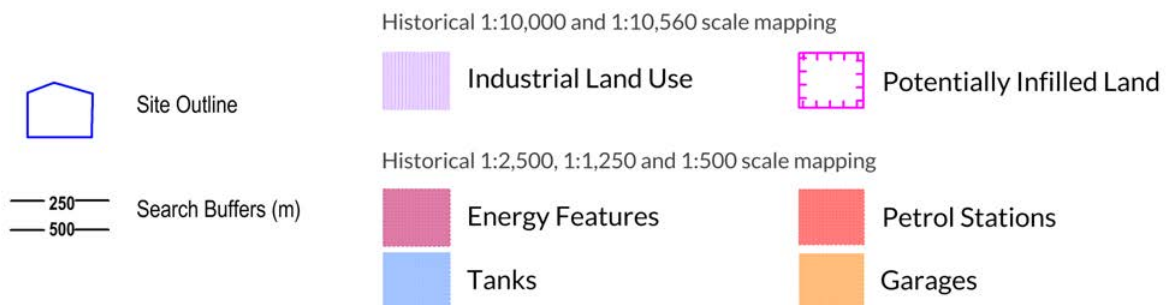 Historical 1:10,000 and 1:10,560 scale mapping
Site Outline
Industrial Land Use
Potentially Infilled Land
Historical 1:2,500, 1:1,250 and 1:500 scale mapping
250
500
Search Buffers (m)
Energy Features
Petrol Stations
Tanks
Garages